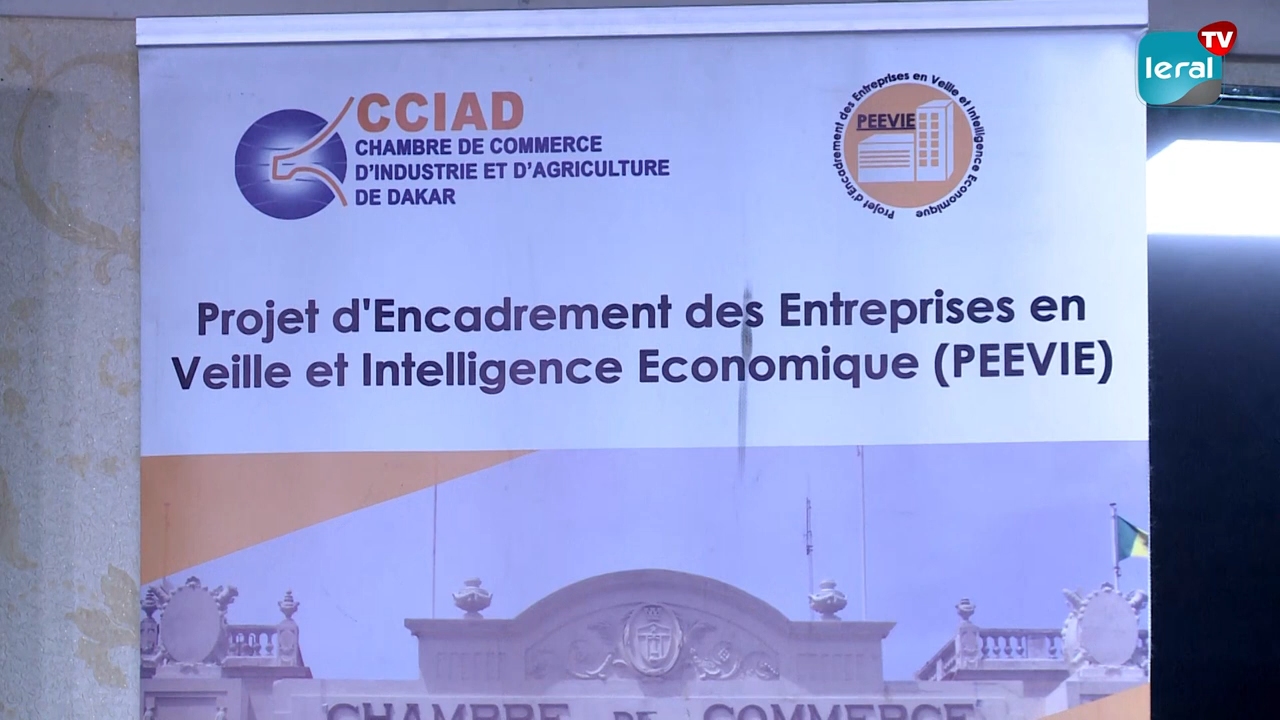 TV
leral
CCIAD
CHAMBRE DE COMMERCE
D'INDUSTRIE ET D'AGRICULTURE
DE DAKAR
Projet d'Encadrement des Entreprises en Veille et Intelligence Economique
PEEVIE
Projet d'Encadrement des Entreprises en
Veille et Intelligence Economique (PEEVIE)
CHAMBRE DE COMMERCE